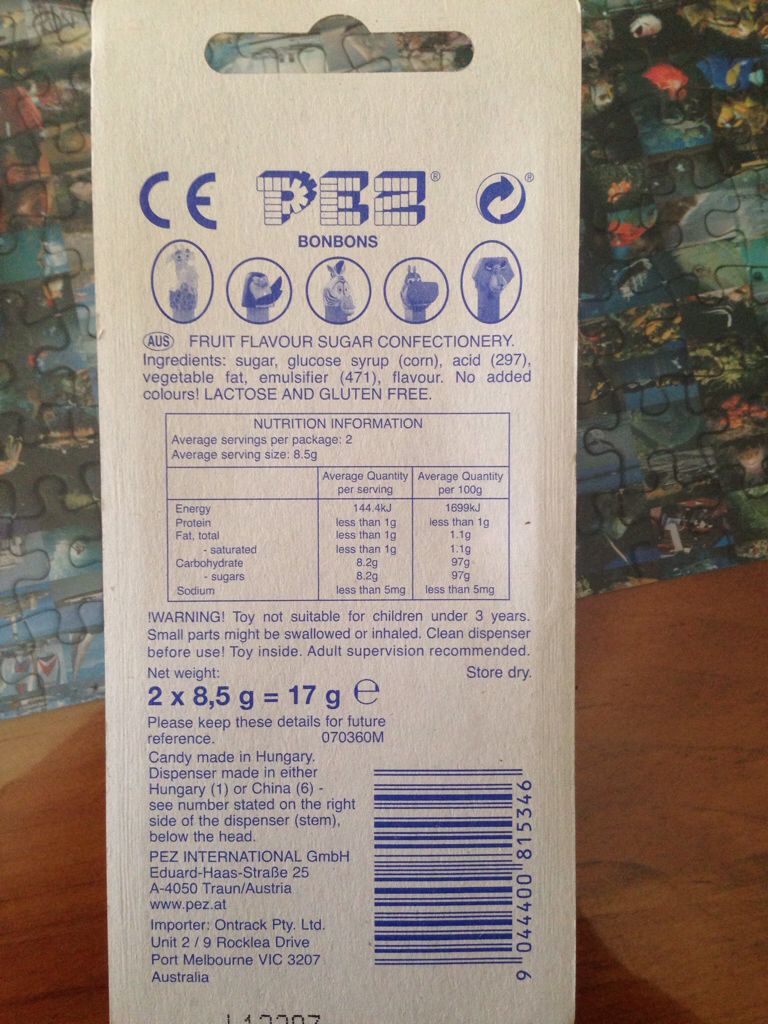 CE PEZ® ®
BONBONS
AUS FRUIT FLAVOUR SUGAR CONFECTIONERY.
Ingredients: sugar, glucose syrup (corn), acid (297),
vegetable fat, emulsifier (471), flavour. No added
colours! LACTOSE AND GLUTEN FREE.
NUTRITION INFORMATION
Average servings per package: 2
Average serving size: 8.5g
Average Quantity per serving Average Quantity per 100g
Energy 144.4kJ 1699kJ
Protein less than 1g less than 1g
Fat, total less than 1g 1.1g
- saturated less than 1g 1.1g
Carbohydrate 8.2g 97g
- sugars 8.2g 97g
Sodium less than 5mg less than 5mg
!WARNING! Toy not suitable for children under 3 years.
Small parts might be swallowed or inhaled. Clean dispenser
before use! Toy inside. Adult supervision recommended.
Net weight: Store dry.
2 x 8,5 g = 17 g ℮
Please keep these details for future
reference. 070360M
Candy made in Hungary.
Dispenser made in either
Hungary (1) or China (6) -
see number stated on the right
side of the dispenser (stem),
below the head.
PEZ INTERNATIONAL GmbH
Eduard-Haas-Straße 25
A-4050 Traun/Austria
www.pez.at
Importer: Ontrack Pty. Ltd.
Unit 2 / 9 Rocklea Drive
Port Melbourne VIC 3207
Australia
9 044400 815346